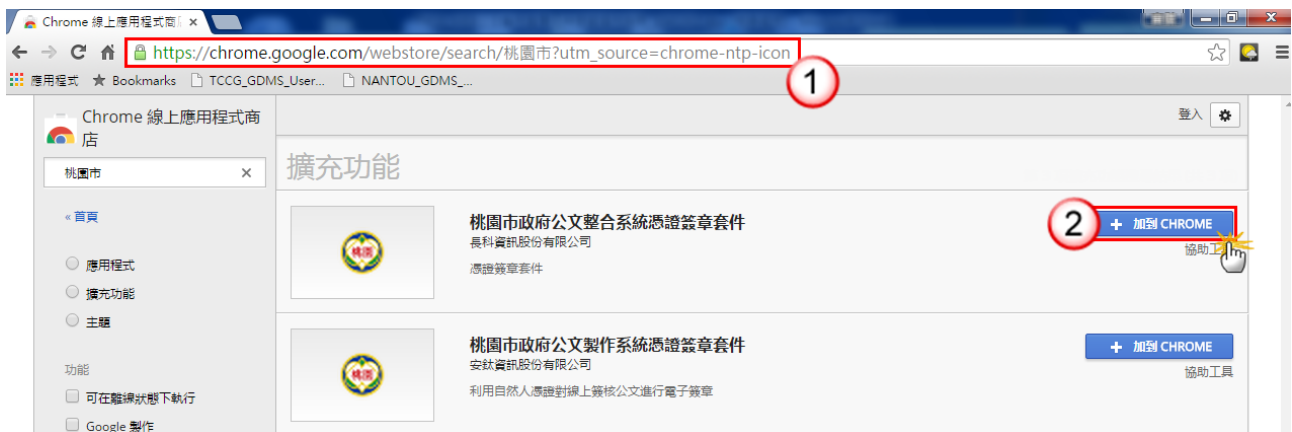 Chrome 線上應用程式商
https://chrome.google.com/webstore/search/桃園市?utm_source=chrome-ntp-icon
1
應用程式 Bookmarks TCCG_GDMS_User... NANTOU_GDMS_...
Chrome 線上應用程式商
店
登入
桃園市
擴充功能
«首頁
桃園市政府公文整合系統憑證簽章套件
長科資訊股份有限公司
憑證簽章套件
2
+ 加到 CHROME
協助工
應用程式
擴充功能
主題
桃園市政府公文製作系統憑證簽章套件
安鈦資訊股份有限公司
利用自然人憑證對線上簽核公文進行電子簽章
+ 加到 CHROME
協助工具
功能
可在離線狀態下執行
Google 製作